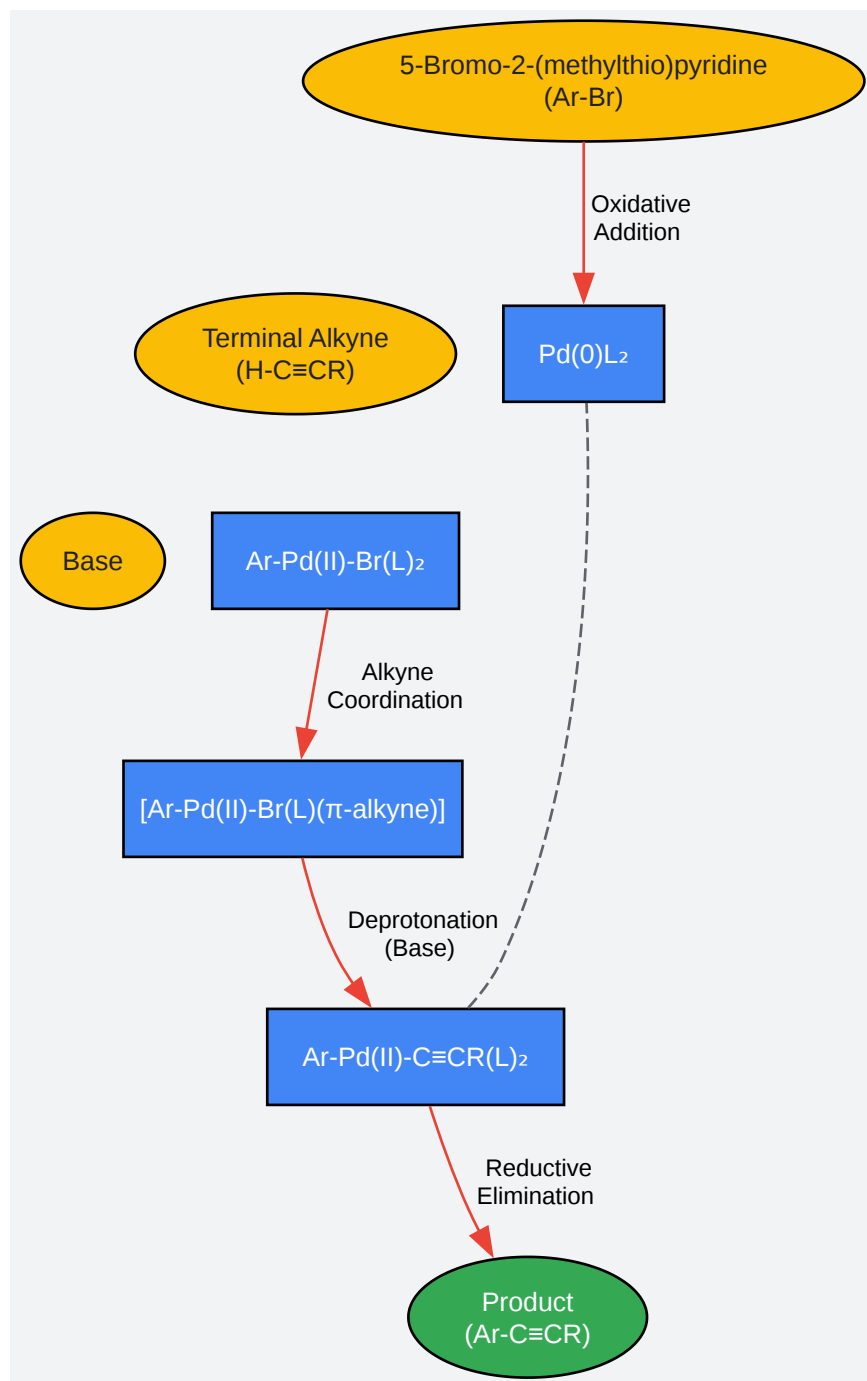 5-Bromo-2-(methylthio)pyridine
(Ar-Br)
Oxidative
Addition
Terminal Alkyne
(H-C≡CR)
Pd(0)L₂
Base
Ar-Pd(II)-Br(L)₂
Alkyne
Coordination
[Ar-Pd(II)-Br(L)(π-alkyne)]
Deprotonation
(Base)
Ar-Pd(II)-C≡CR(L)₂
Reductive
Elimination
Product
(Ar-C≡CR)